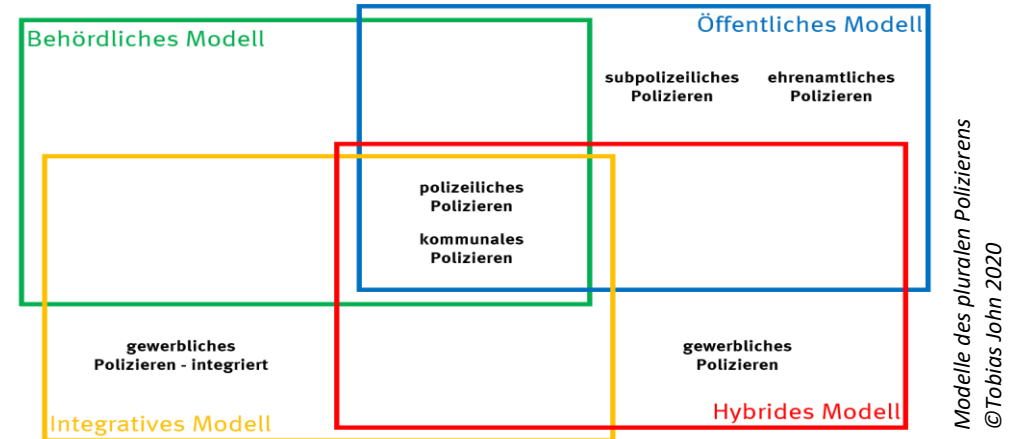 Behördliches Modell
Öffentliches Modell
subpolizeiliches
Polizieren
ehrenamtliches
Polizieren
polizeiliches
Polizieren
kommunales
Polizieren
gewerbliches
Polizieren - integriert
gewerbliches
Polizieren
Integratives Modell
Hybrides Modell
Modelle des pluralen Polizierens
©Tobias John 2020